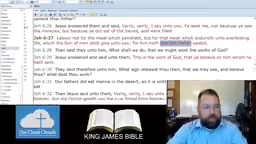 thou hither?
Joh 6:26 Jesus answered them and said, Verily, verily, I say unto you, Ye seek me, not because ye saw
the miracles, but because ye did eat of the loaves, and were filled.
Joh 6:27 Labour not for the meat which perisheth, but for that meat which endureth unto everlasting
life, which the Son of man shall give unto you: for him hath God the Father sealed.
Joh 6:28 Then said they unto him, What shall we do, that we might work the works of God?
Joh 6:29 Jesus answered and said unto them, This is the work of God, that ye believe on him whom he
hath sent.
Joh 6:30 They said therefore unto him, What sign shewest thou then, that we may see, and believe
thee? what dost thou work?
Joh 6:31 Our fathers did eat manna in the desert; as it is
to eat.
Joh 6:32 Then Jesus said unto them, Verily, verily,
The Cloud Church
KING JAMES BIBLE